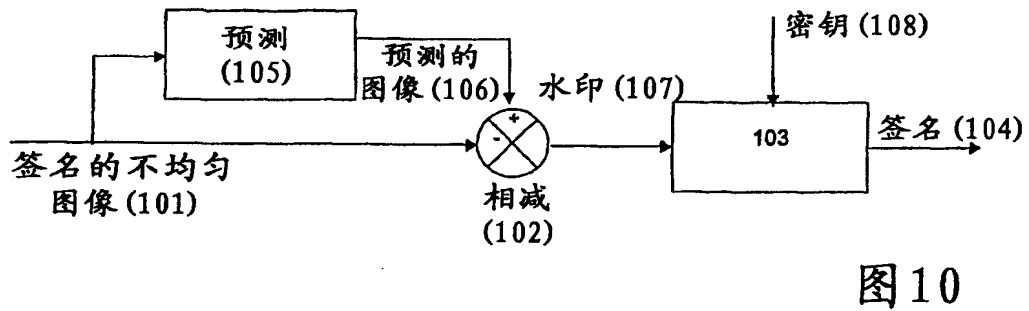 预测
(105)
预测的
图像(106)
水印(107)
密钥(108)
+
-
103
签名(104)
签名的不均匀
图像(101)
相减
(102)
图10